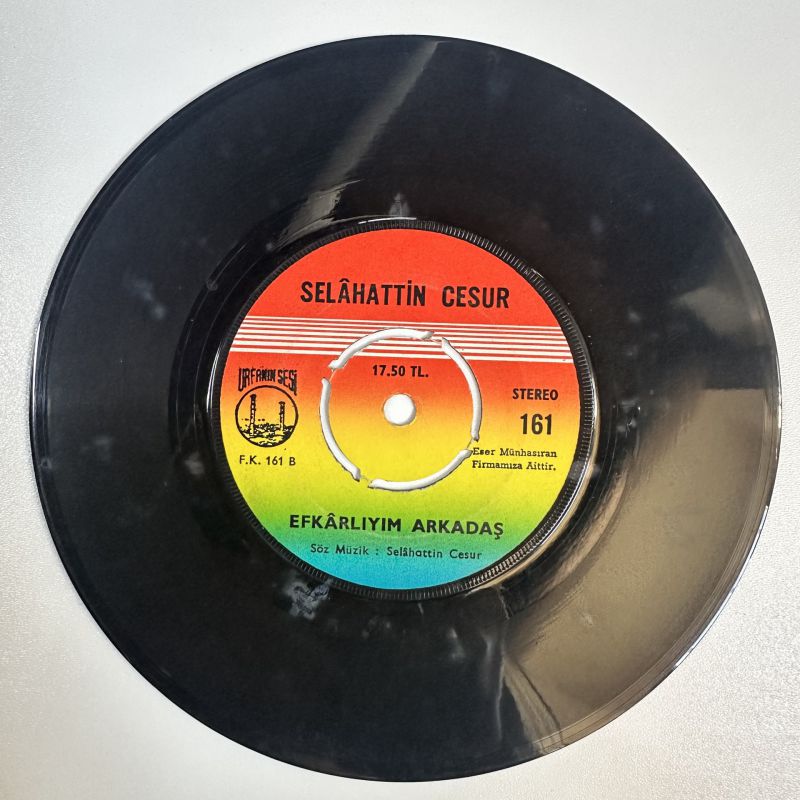 SELÂHATTİN CESUR
17.50 TL.
URFANIN SESİ
F.K. 161 B
STEREO
161
Eser Münhasıran
Firmamıza Aittir.
EFKÂRLIYIM ARKADAŞ
Söz Müzik : Selâhattin Cesur